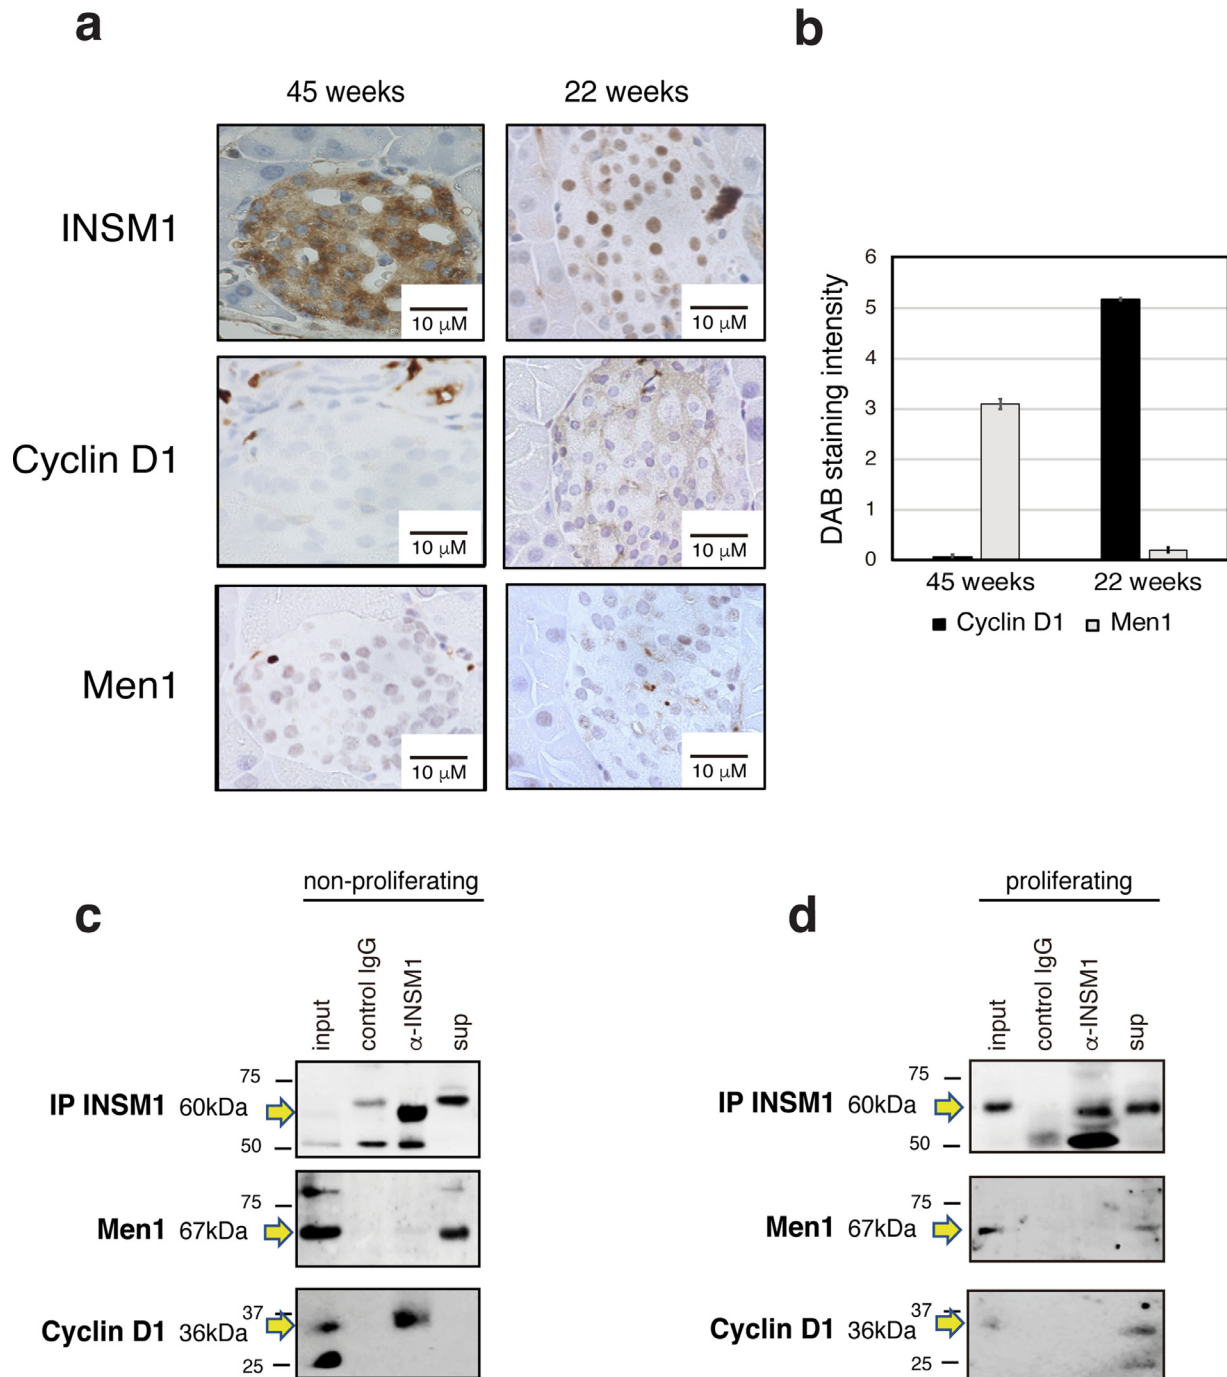 a
45 weeks
22 weeks
INSM1
10 μM
10 μM
Cyclin D1
10 μM
10 μM
Men1
10 μM
10 μM
b
DAB staining intensity
6
5
4
3
2
1
0
45 weeks
22 weeks
Cyclin D1
Men1
c
non-proliferating
input
control IgG
α-INSM1
sup
75
IP INSM1 60kDa
50
75
Men1 67kDa
37
Cyclin D1 36kDa
25
d
proliferating
input
control IgG
α-INSM1
sup
75
IP INSM1 60kDa
50
75
Men1 67kDa
37
Cyclin D1 36kDa
25